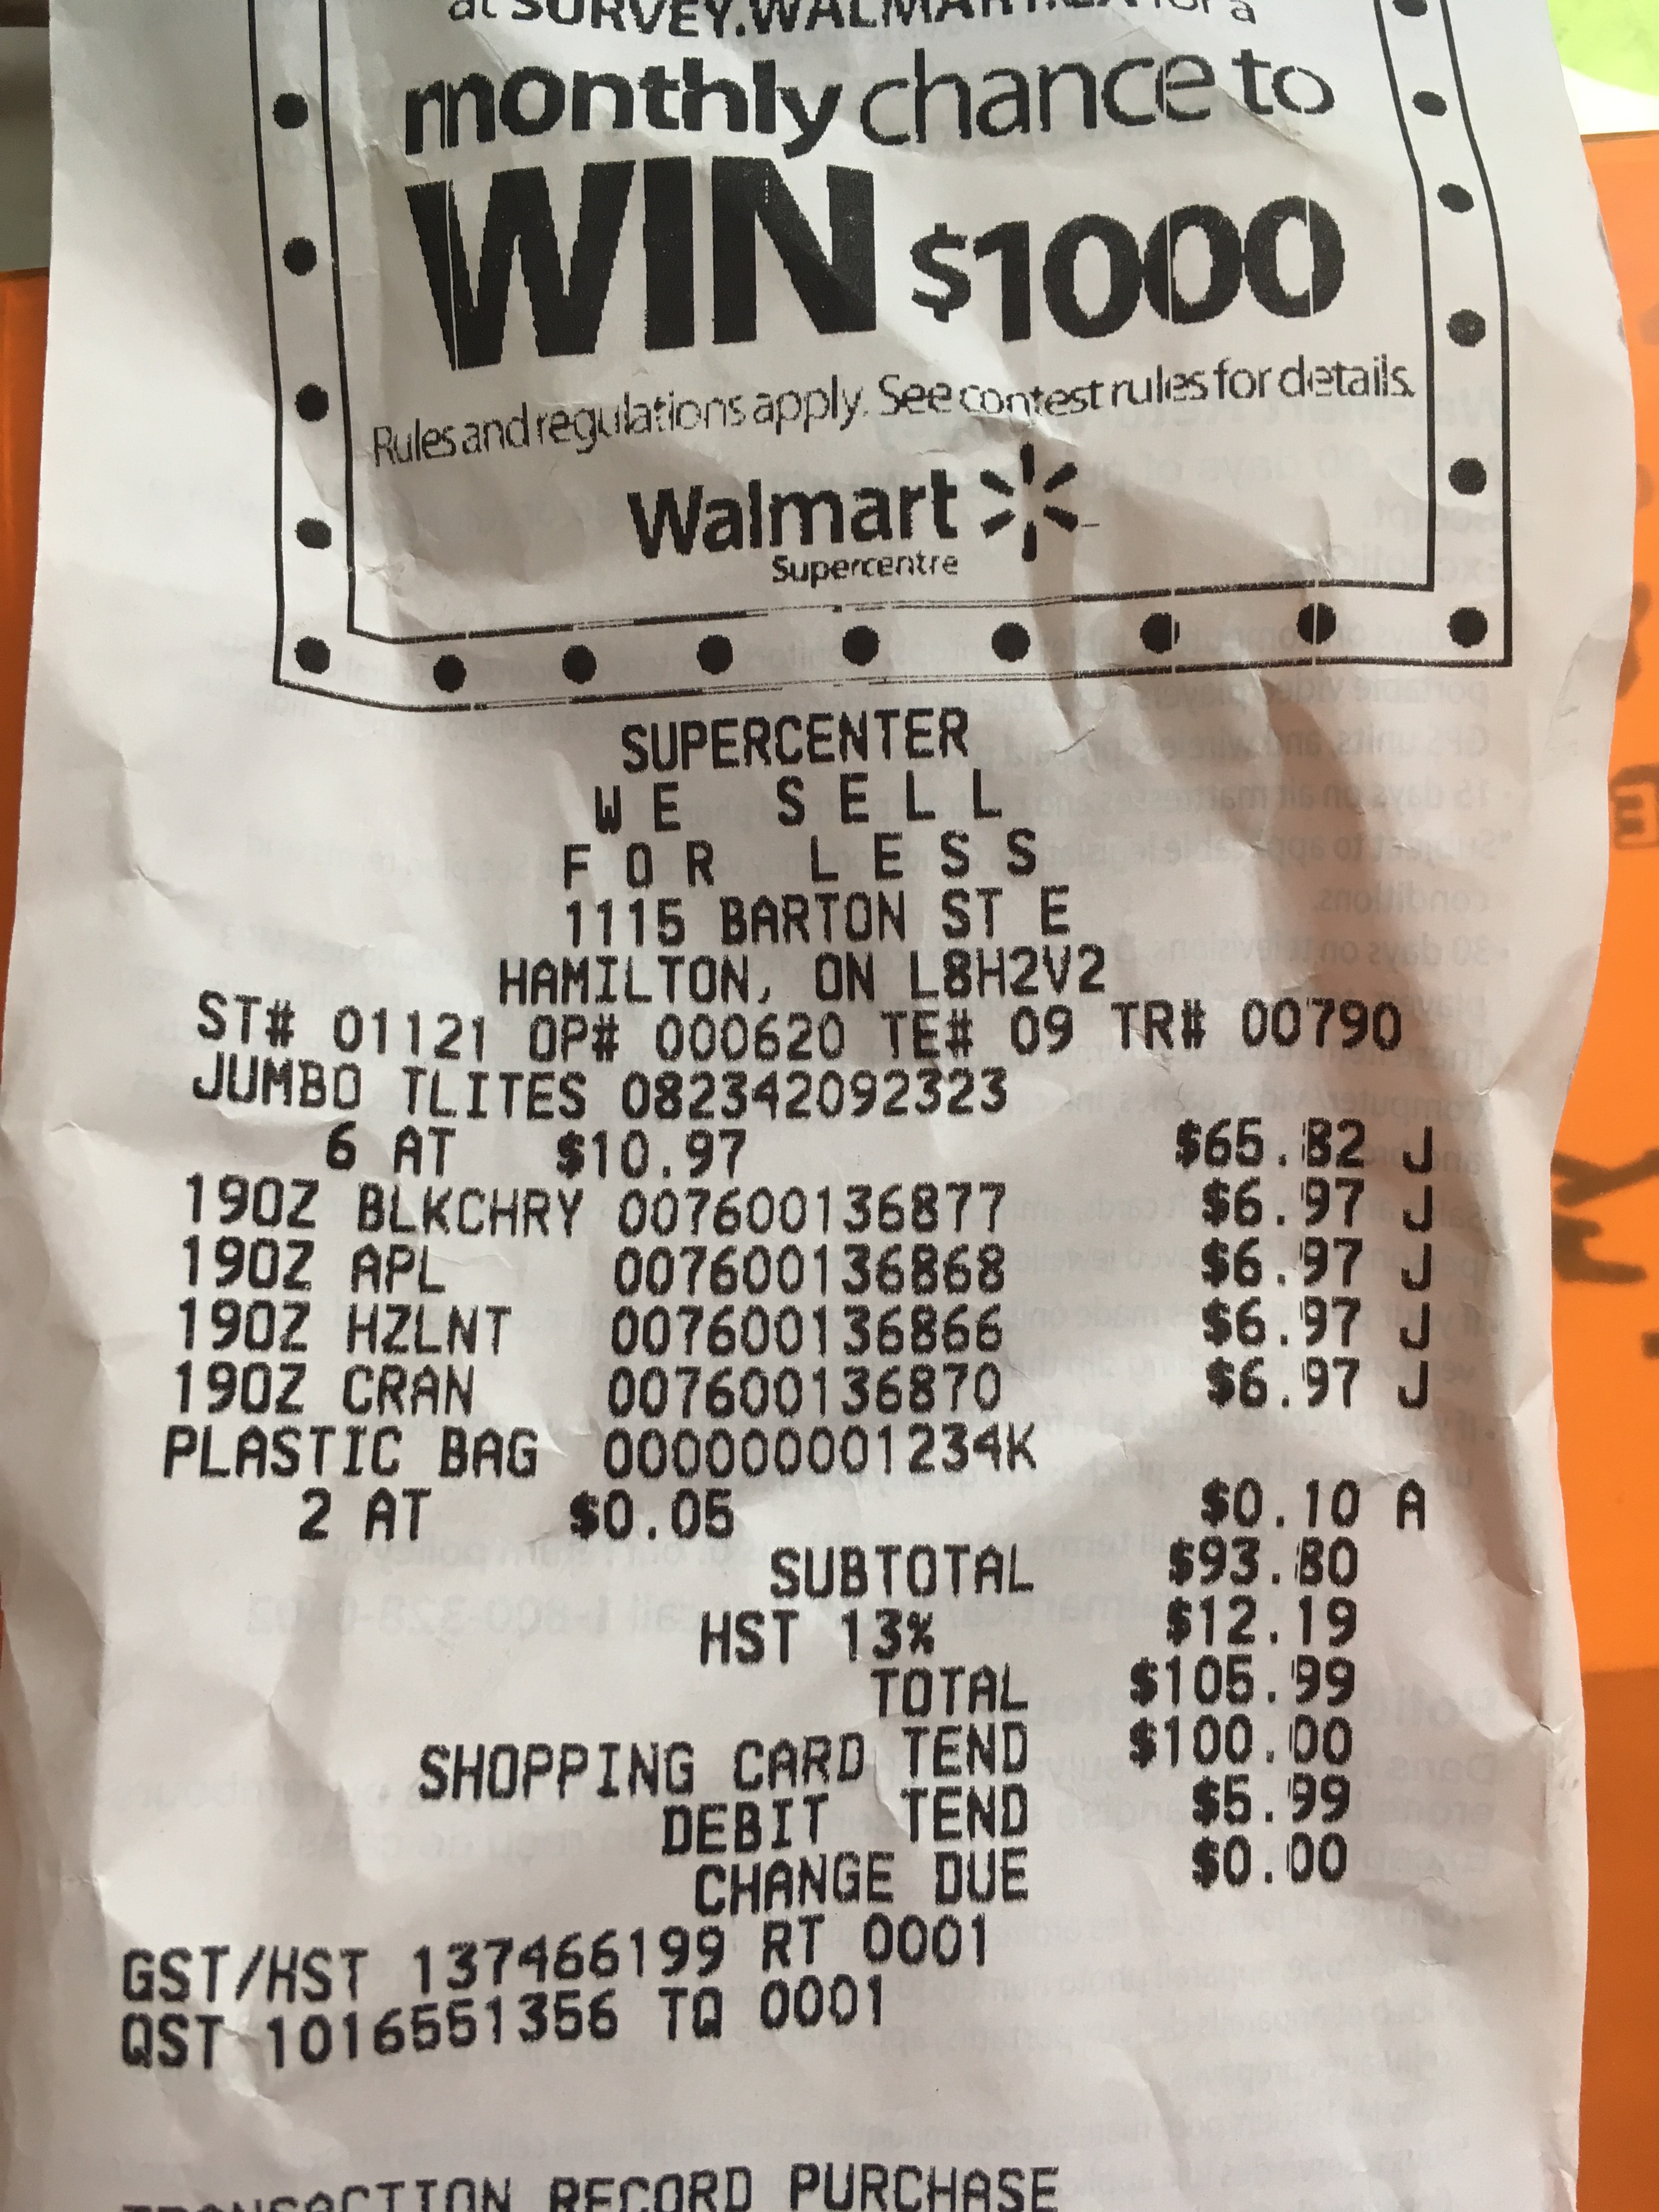 at SURVEY.WALMART.CA for a
monthly chance to
WIN $1000
Rules and regulations apply. See contest rules for details.
Walmart
Supercentre
SUPERCENTER
WE SELL
FOR LESS
1115 BARTON ST E
HAMILTON, ON L8H2V2
ST# 01121 OP# 000620 TE# 09 TR# 00790
JUMBO TLITES 082342092323
6 AT $10.97 $65.82 J
19OZ BLKCHRY 007600136877 $6.97 J
19OZ APL 007600136868 $6.97 J
19OZ HZLNT 007600136866 $6.97 J
19OZ CRAN 007600136870 $6.97 J
PLASTIC BAG 000000001234K
2 AT $0.05 $0.10 A
SUBTOTAL $93.80
HST 13% $12.19
TOTAL $105.99
SHOPPING CARD TEND $100.00
DEBIT TEND $5.99
CHANGE DUE $0.00
GST/HST 137466199 RT 0001
QST 1016551356 TQ 0001
TRANSACTION RECORD PURCHASE